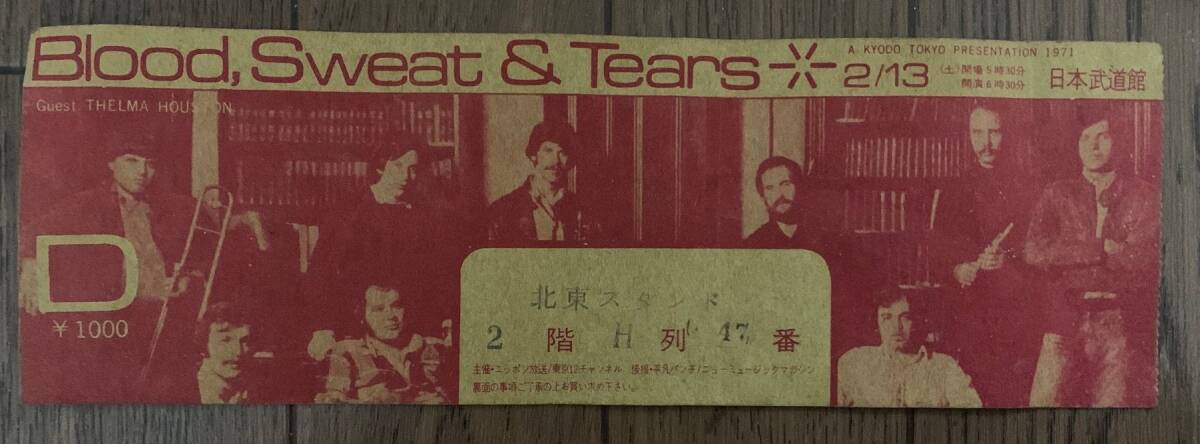 Blood, Sweat & Tears
A KYODO TOKYO PRESENTATION 1971
2/13 (土) 開場5時30分
開演6時30分
日本武道館
Guest THELMA HOUSTON
D
¥1000
北東スタンド
2階 H列 47番
主催・ニッポン放送/東京12チャンネル 後援・平凡パンチ/ニューミュージックマガジン
裏面の事項ご了承の上お買い求め下さい。